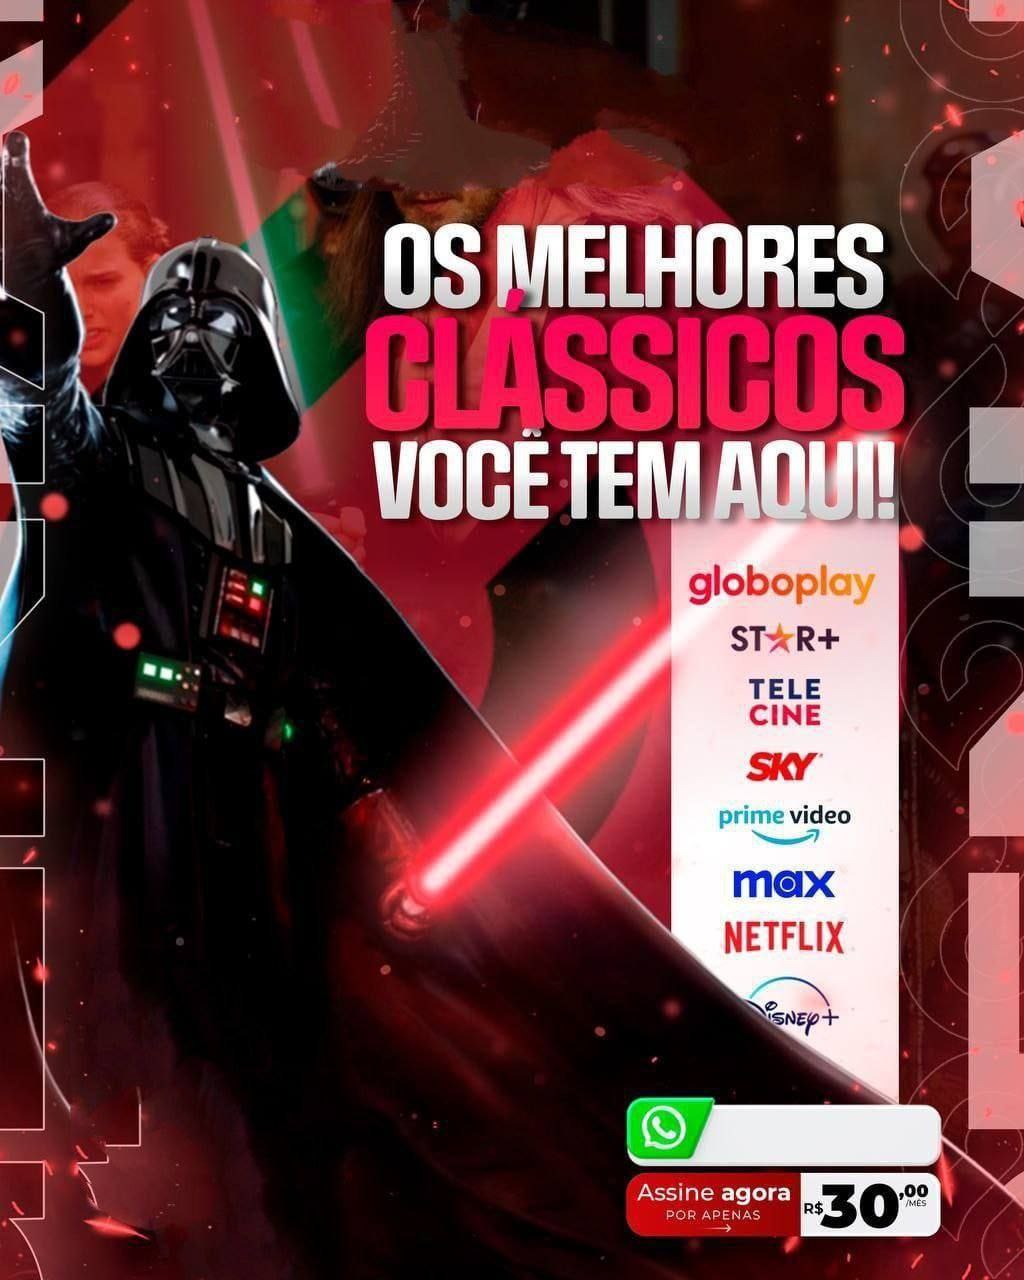 OS MELHORES
CLÁSSICOS
VOCÊ TEM AQUI!
globoplay
ST★R+
TELE
CINE
SKY
prime video
max
NETFLIX
Disney+
Assine agora
POR APENAS
R$30,00
/MÊS